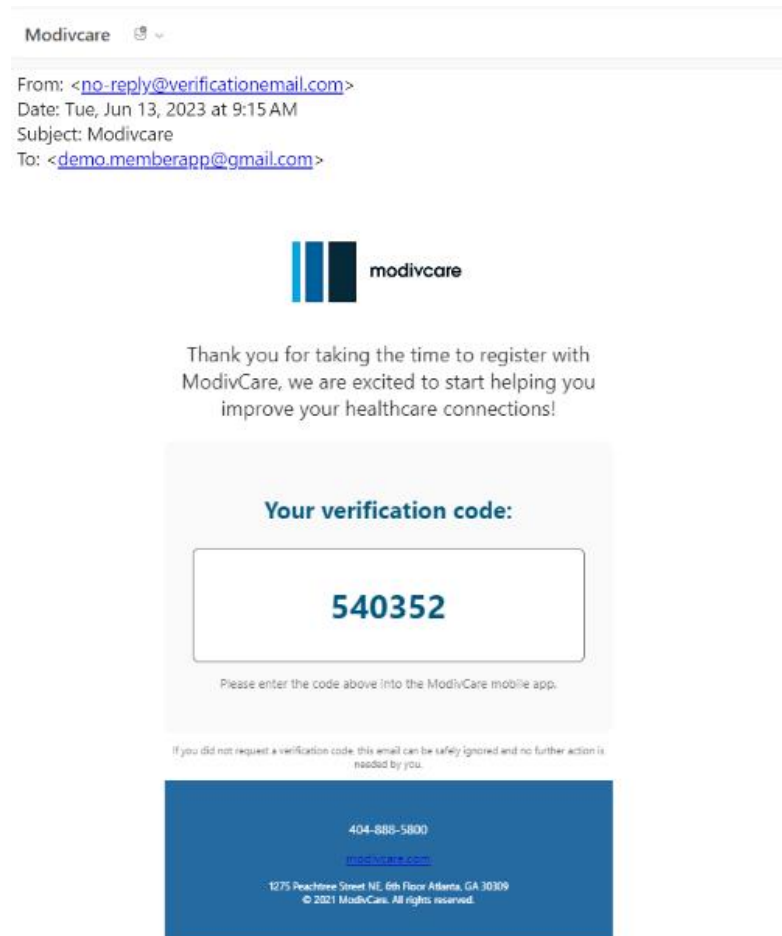 Modivcare
From: <no-reply@verificationemail.com>
Date: Tue, Jun 13, 2023 at 9:15 AM
Subject: Modivcare
To: <demo.memberapp@gmail.com>
modivcare
Thank you for taking the time to register with
ModivCare, we are excited to start helping you
improve your healthcare connections!
Your verification code:
540352
Please enter the code above into the ModivCare mobile app.
If you did not request a verification code, this email can be safely ignored and no further action is
needed by you.
404-888-5800
modivcare.com
1275 Peachtree Street NE, 6th Floor Atlanta, GA 30309
© 2021 ModivCare. All rights reserved.